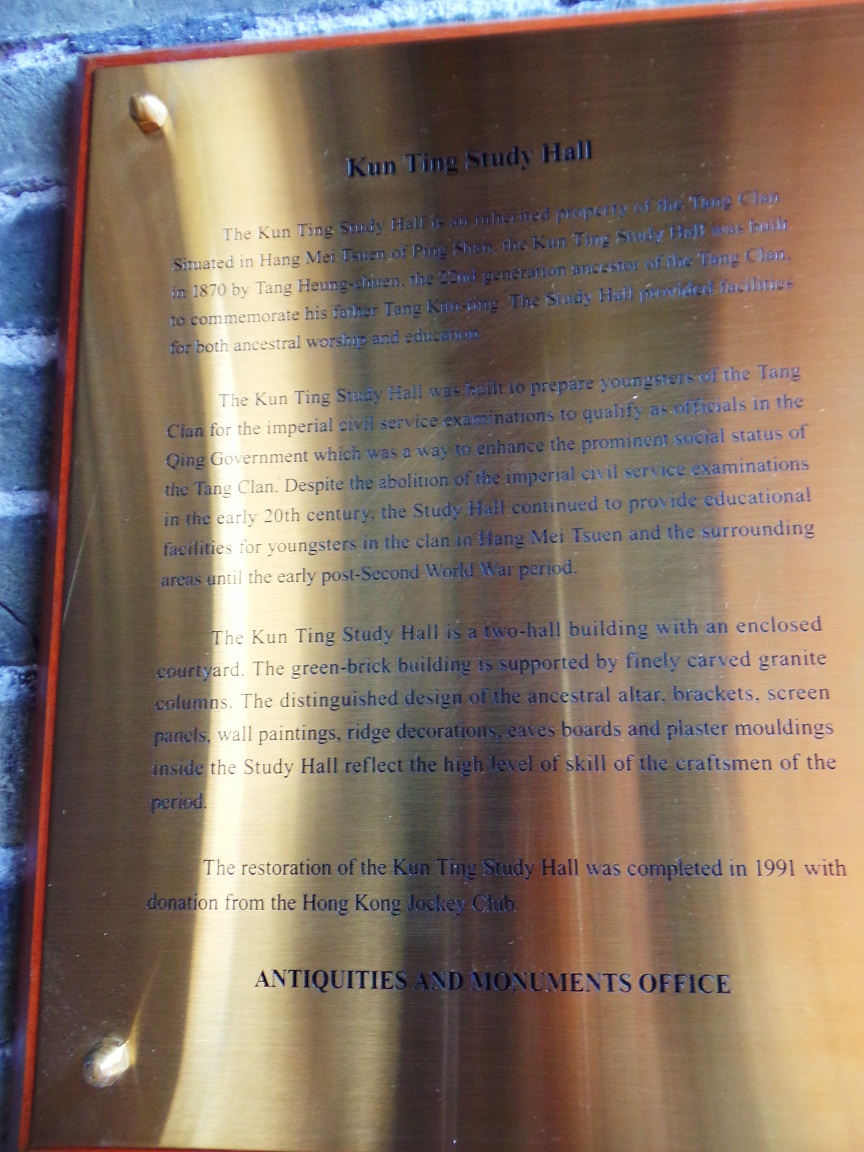 Kun Ting Study Hall
The Kun Ting Study Hall is an inherited property of the Tang Clan.
Situated in Hang Mei Tsuen of Ping Shan, the Kun Ting Study Hall was built
in 1870 by Tang Heung-chuen, the 22nd generation ancestor of the Tang Clan,
to commemorate his father Tang Kun-ting. The Study Hall provided facilities
for both ancestral worship and education.
The Kun Ting Study Hall was built to prepare youngsters of the Tang
Clan for the imperial civil service examinations to qualify as officials in the
Qing Government which was a way to enhance the prominent social status of
the Tang Clan. Despite the abolition of the imperial civil service examinations
in the early 20th century, the Study Hall continued to provide educational
facilities for youngsters in the clan in Hang Mei Tsuen and the surrounding
areas until the early post-Second World War period.
The Kun Ting Study Hall is a two-hall building with an enclosed
courtyard. The green-brick building is supported by finely carved granite
columns. The distinguished design of the ancestral altar, brackets, screen
panels, wall paintings, ridge decorations, eaves boards and plaster mouldings
inside the Study Hall reflect the high level of skill of the craftsmen of the
period.
The restoration of the Kun Ting Study Hall was completed in 1991 with
donation from the Hong Kong Jockey Club.
ANTIQUITIES AND MONUMENTS OFFICE